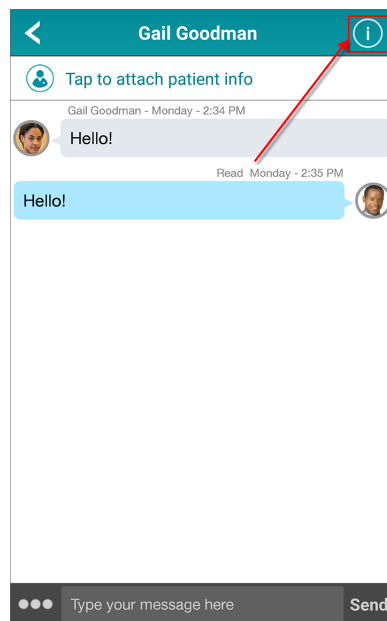 Gail Goodman
i
Tap to attach patient info
Gail Goodman - Monday - 2:34 PM
Hello!
Read Monday - 2:35 PM
Hello!
Type your message here
Send